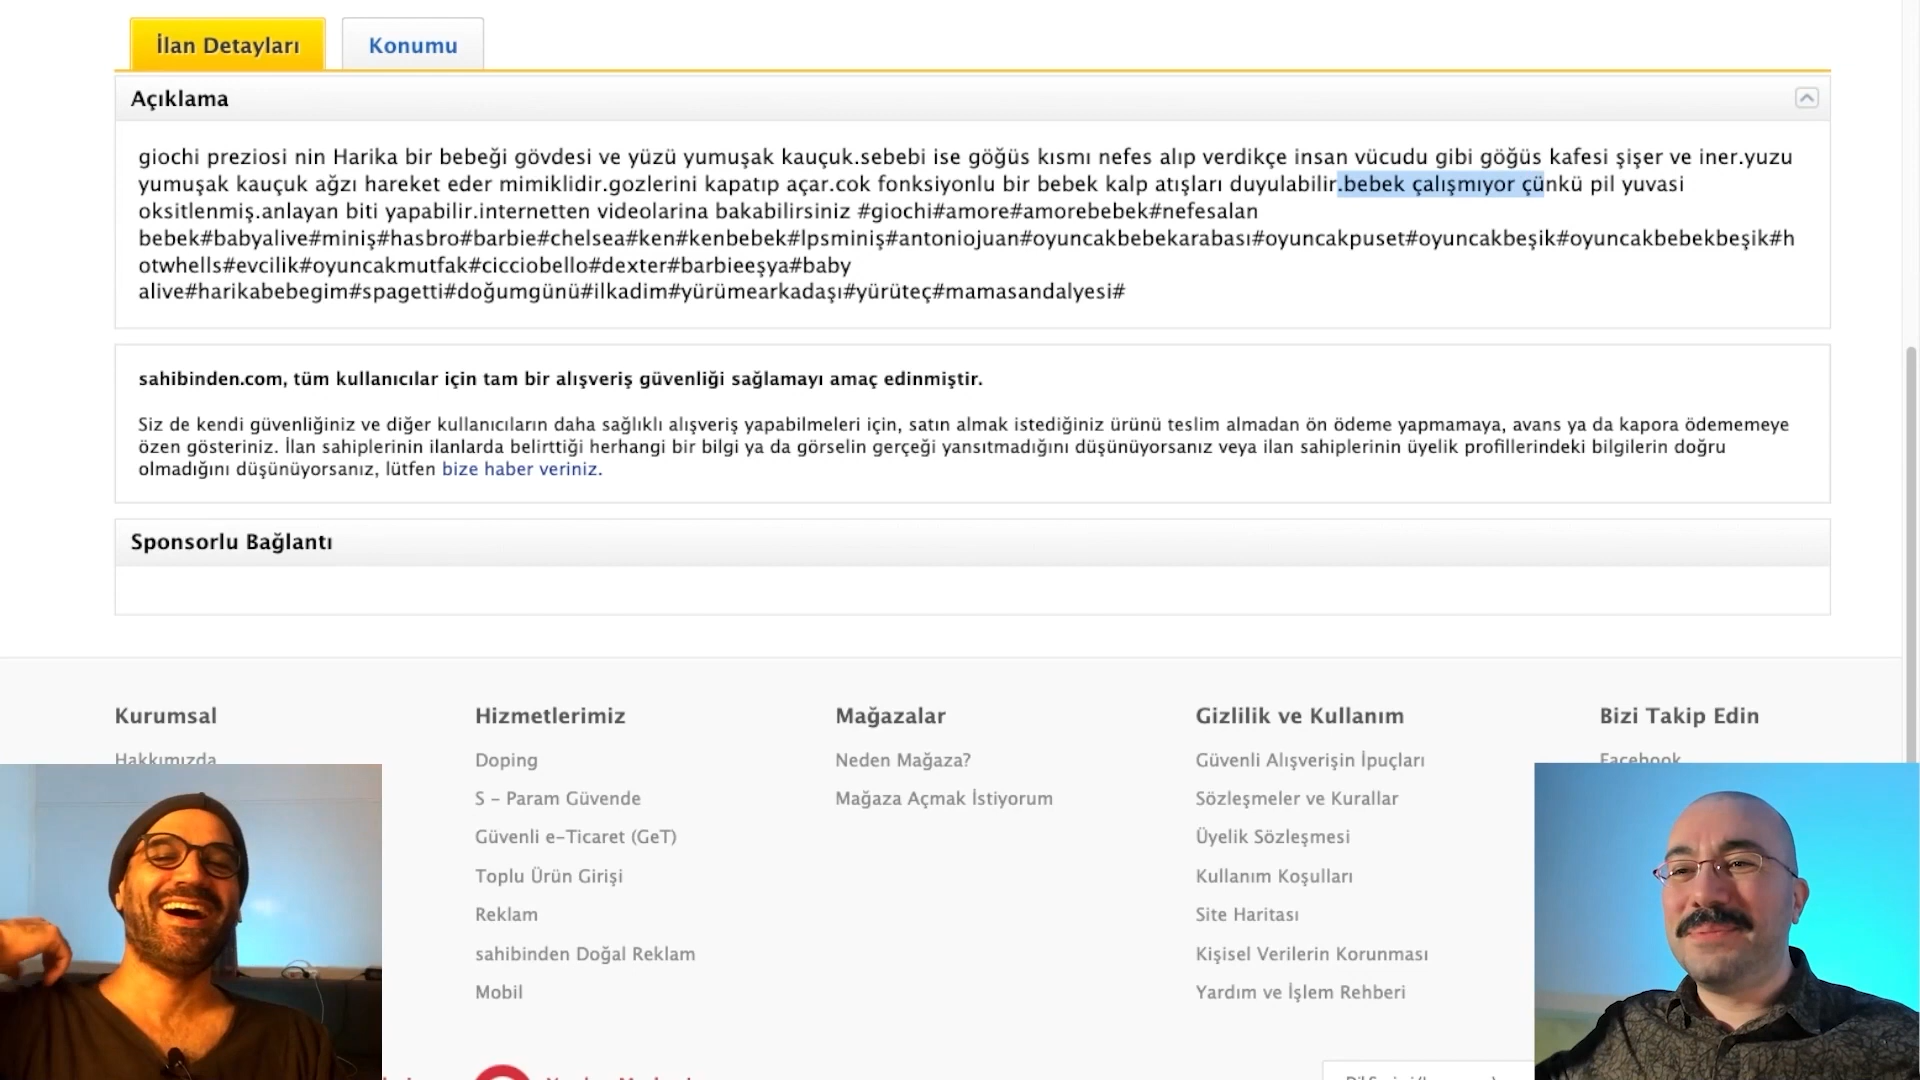 İlan Detayları
Konumu
Açıklama
giochi preziosi nin Harika bir bebeği gövdesi ve yüzü yumuşak kauçuk.sebebi ise göğüs kısmı nefes alıp verdikçe insan vücudu gibi göğüs kafesi şişer ve iner.yuzu
yumuşak kauçuk ağzı hareket eder mimiklidir.gozlerini kapatıp açar.cok fonksiyonlu bir bebek kalp atışları duyulabilir.bebek çalışmıyor çünkü pil yuvasi
oksitlenmiş.anlayan biti yapabilir.internetten videolarina bakabilirsiniz #giochi#amore#amorebebek#nefesalan
bebek#babyalive#miniş#hasbro#barbie#chelsea#ken#kenbebek#lpsminiş#antoniojuan#oyuncakbebekarabası#oyuncakpuset#oyuncakbeşik#oyuncakbebekbeşik#h
otwhells#evcilik#oyuncakmutfak#cicciobello#dexter#barbieeşya#baby
alive#harikabebegim#spagetti#doğumgünü#ilkadim#yürümearkadaşı#yürüteç#mamasandalyesi#
sahibinden.com, tüm kullanıcılar için tam bir alışveriş güvenliği sağlamayı amaç edinmiştir.
Siz de kendi güvenliğiniz ve diğer kullanıcıların daha sağlıklı alışveriş yapabilmeleri için, satın almak istediğiniz ürünü teslim almadan ön ödeme yapmamaya, avans ya da kapora ödememeye
özen gösteriniz. İlan sahiplerinin ilanlarda belirttiği herhangi bir bilgi ya da görselin gerçeği yansıtmadığını düşünüyorsanız veya ilan sahiplerinin üyelik profillerindeki bilgilerin doğru
olmadığını düşünüyorsanız, lütfen bize haber veriniz.
Sponsorlu Bağlantı
Kurumsal
Hakkımızda
Hizmetlerimiz
Doping
S – Param Güvende
Güvenli e–Ticaret (GeT)
Toplu Ürün Girişi
Reklam
sahibinden Doğal Reklam
Mobil
Mağazalar
Neden Mağaza?
Mağaza Açmak İstiyorum
Gizlilik ve Kullanım
Güvenli Alışverişin İpuçları
Sözleşmeler ve Kurallar
Üyelik Sözleşmesi
Kullanım Koşulları
Site Haritası
Kişisel Verilerin Korunması
Yardım ve İşlem Rehberi
Bizi Takip Edin
Facebook